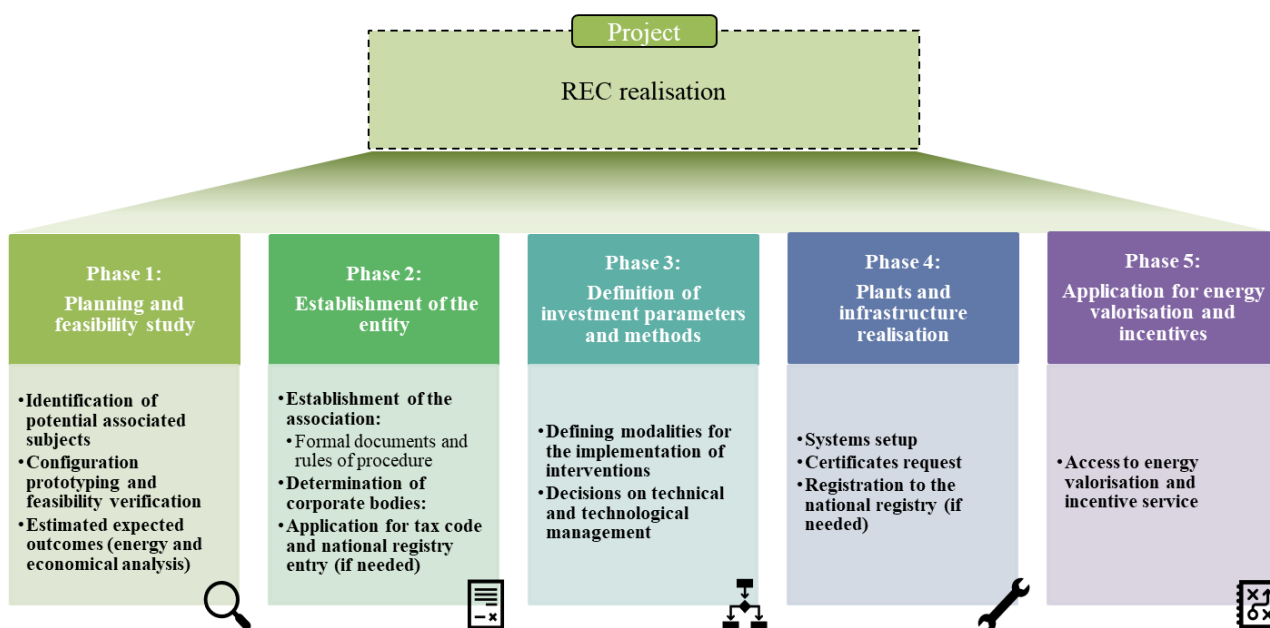 Project
REC realisation
Phase 1:
Planning and
feasibility study
•Identification of
potential associated
subjects
•Configuration
prototyping and
feasibility verification
•Estimated expected
outcomes (energy and
economical analysis)
Phase 2:
Establishment of the
entity
•Establishment of the
association:
•Formal documents and
rules of procedure
•Determination of
corporate bodies:
•Application for tax code
and national registry
entry (if needed)
Phase 3:
Definition of
investment parameters
and methods
•Defining modalities for
the implementation of
interventions
•Decisions on technical
and technological
management
Phase 4:
Plants and
infrastructure
realisation
•Systems setup
•Certificates request
•Registration to the
national registry (if
needed)
Phase 5:
Application for energy
valorisation and
incentives
•Access to energy
valorisation and
incentive service